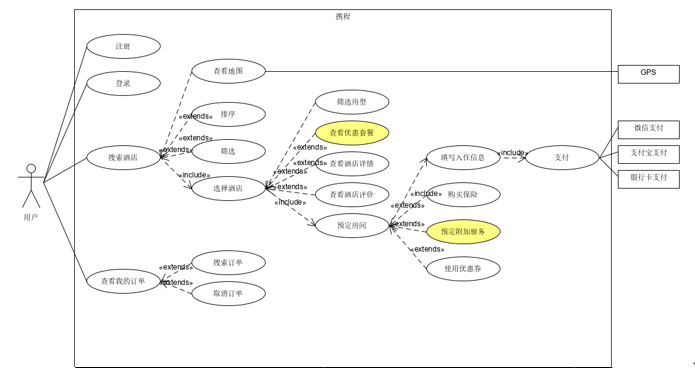 携程
注册
登录
查看地图
GPS
筛选房型
排序
«extends»
查看优惠套餐
微信支付
«extends»
«extends»
筛选
«extends»
«extends»
查看酒店详情
搜索酒店
填写入住信息
«include»
支付
支付宝支付
«include»
选择酒店
«extends»
查看酒店评价
«include»
购买保险
银行卡支付
«include»
«extends»
用户
预定房间
«extends»
预定附加服务
«extends»
搜索订单
«extends»
使用优惠券
查看我的订单
«extends»
取消订单